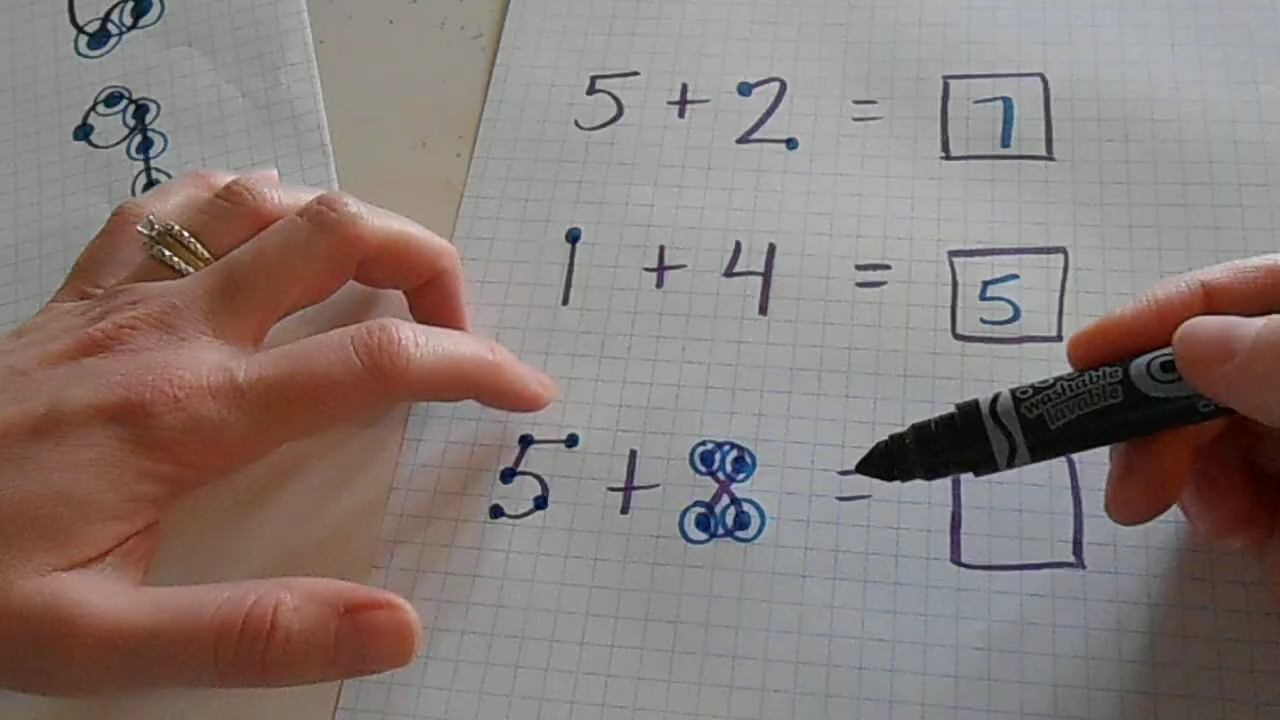 5 + 2 = 7
1 + 4 = 5
5 + 8 =
washable
lavable